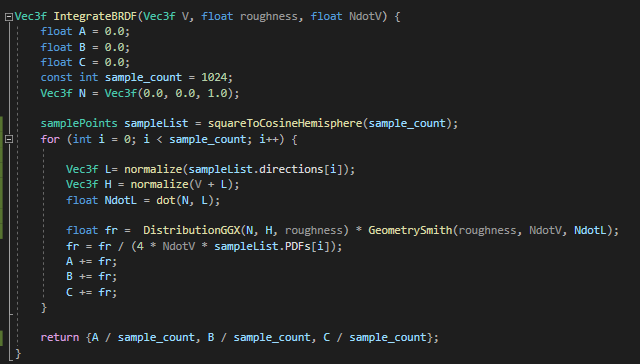 Vec3f IntegrateBRDF(Vec3f V, float roughness, float NdotV) {
float A = 0.0;
float B = 0.0;
float C = 0.0;
const int sample_count = 1024;
Vec3f N = Vec3f(0.0, 0.0, 1.0);
samplePoints sampleList = squareToCosineHemisphere(sample_count);
for (int i = 0; i < sample_count; i++) {
Vec3f L= normalize(sampleList.directions[i]);
Vec3f H = normalize(V + L);
float NdotL = dot(N, L);
float fr =  DistributionGGX(N, H, roughness) * GeometrySmith(roughness, NdotV, NdotL);
fr = fr / (4 * NdotV * sampleList.PDFs[i]);
A += fr;
B += fr;
C += fr;
}
return {A / sample_count, B / sample_count, C / sample_count};
}